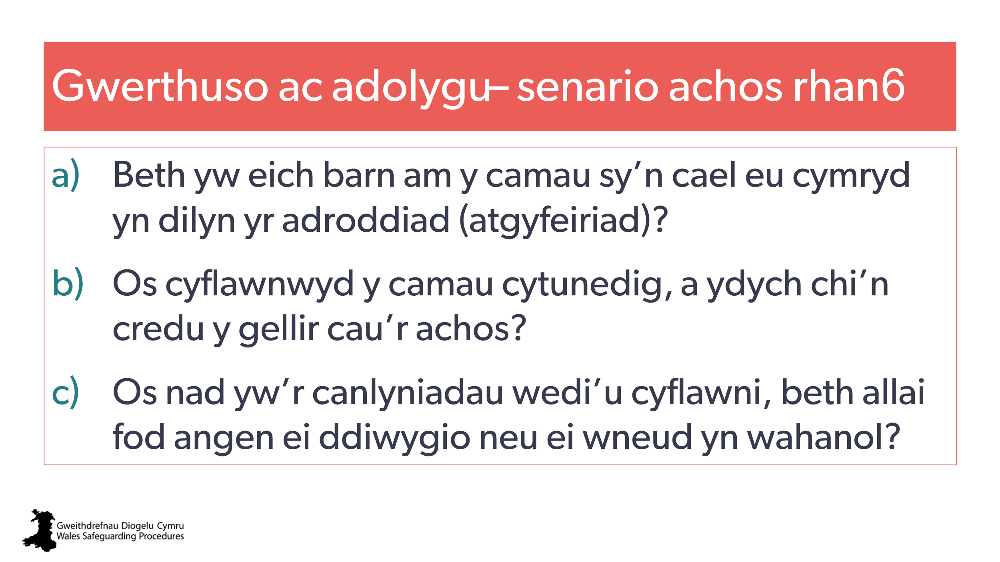 Gwerthuso ac adolygu– senario achos rhan6
a) Beth yw eich barn am y camau sy’n cael eu cymryd
yn dilyn yr adroddiad (atgyfeiriad)?
b) Os cyflawnwyd y camau cytunedig, a ydych chi’n
credu y gellir cau’r achos?
c) Os nad yw’r canlyniadau wedi’u cyflawni, beth allai
fod angen ei ddiwygio neu ei wneud yn wahanol?
Gweithdrefnau Diogelu Cymru
Wales Safeguarding Procedures